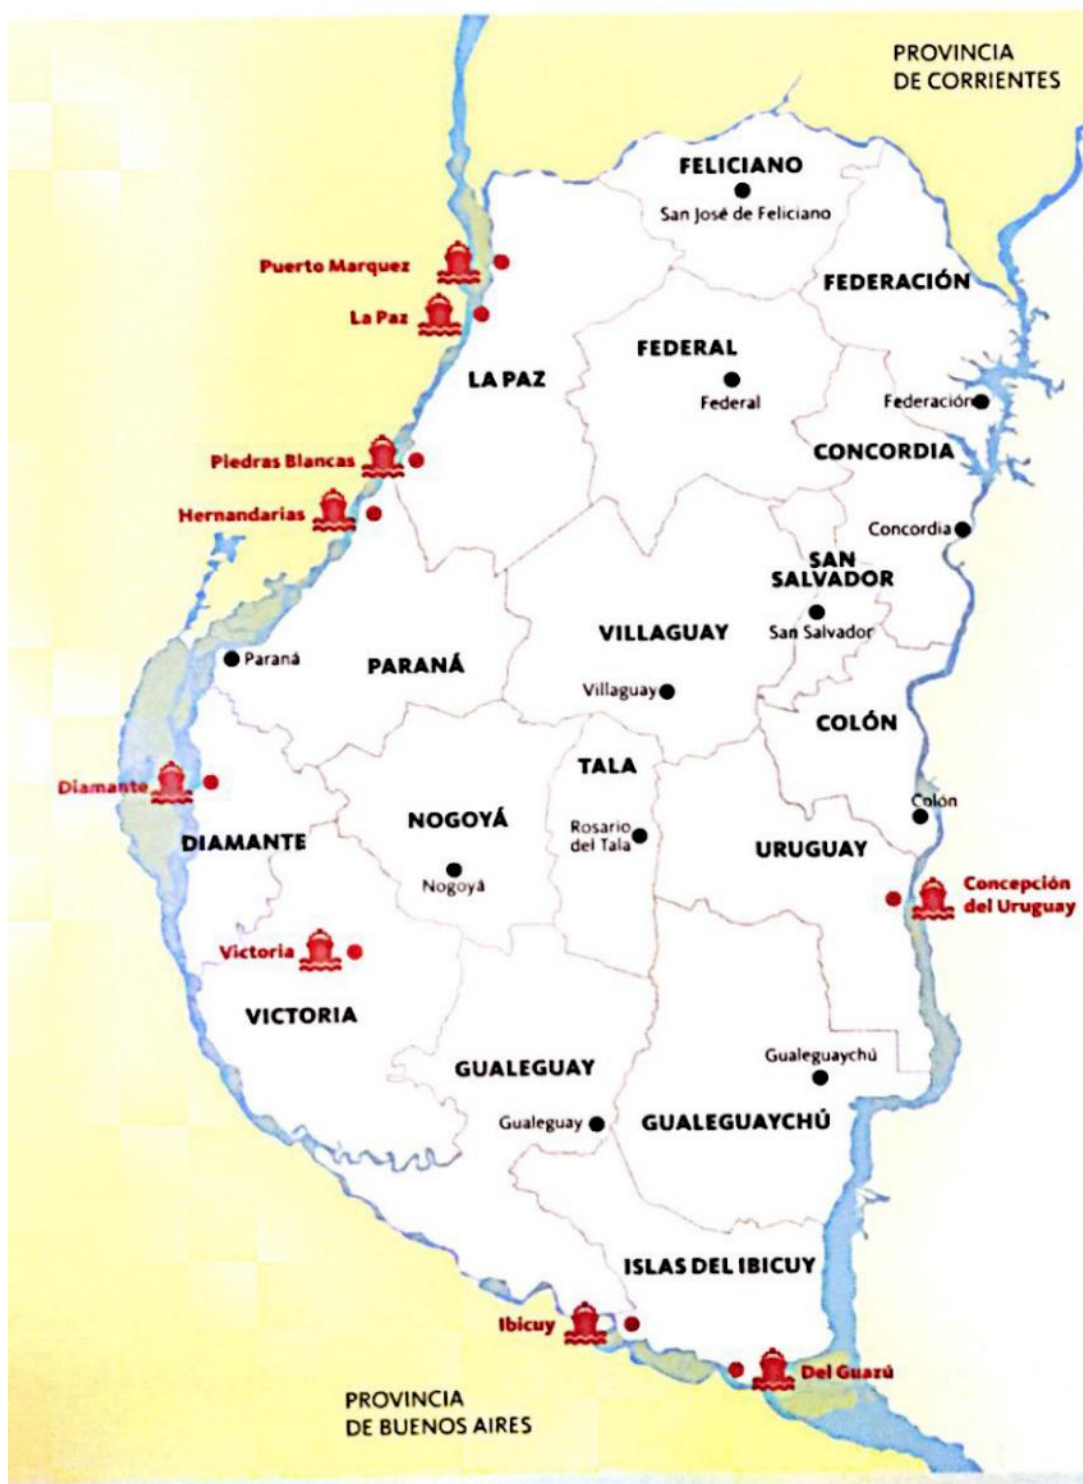 PROVINCIA
DE CORRIENTES
FELICIANO
San José de Feliciano
Puerto Marquez
FEDERACIÓN
La Paz
FEDERAL
LA PAZ
Federal
Federación
CONCORDIA
Piedras Blancas
Hernandarias
Concordia
SAN
SALVADOR
San Salvador
VILLAGUAY
Paraná
PARANÁ
Villaguay
COLÓN
TALA
Diamante
Colón
NOGOYÁ
Rosario
del Tala
DIAMANTE
URUGUAY
Nogoyá
Concepción
del Uruguay
Victoria
VICTORIA
Gualeguaychú
GUALEGUAY
Gualeguay
GUALEGUAYCHÚ
ISLAS DEL IBICUY
Ibicuy
Del Guazú
PROVINCIA
DE BUENOS AIRES